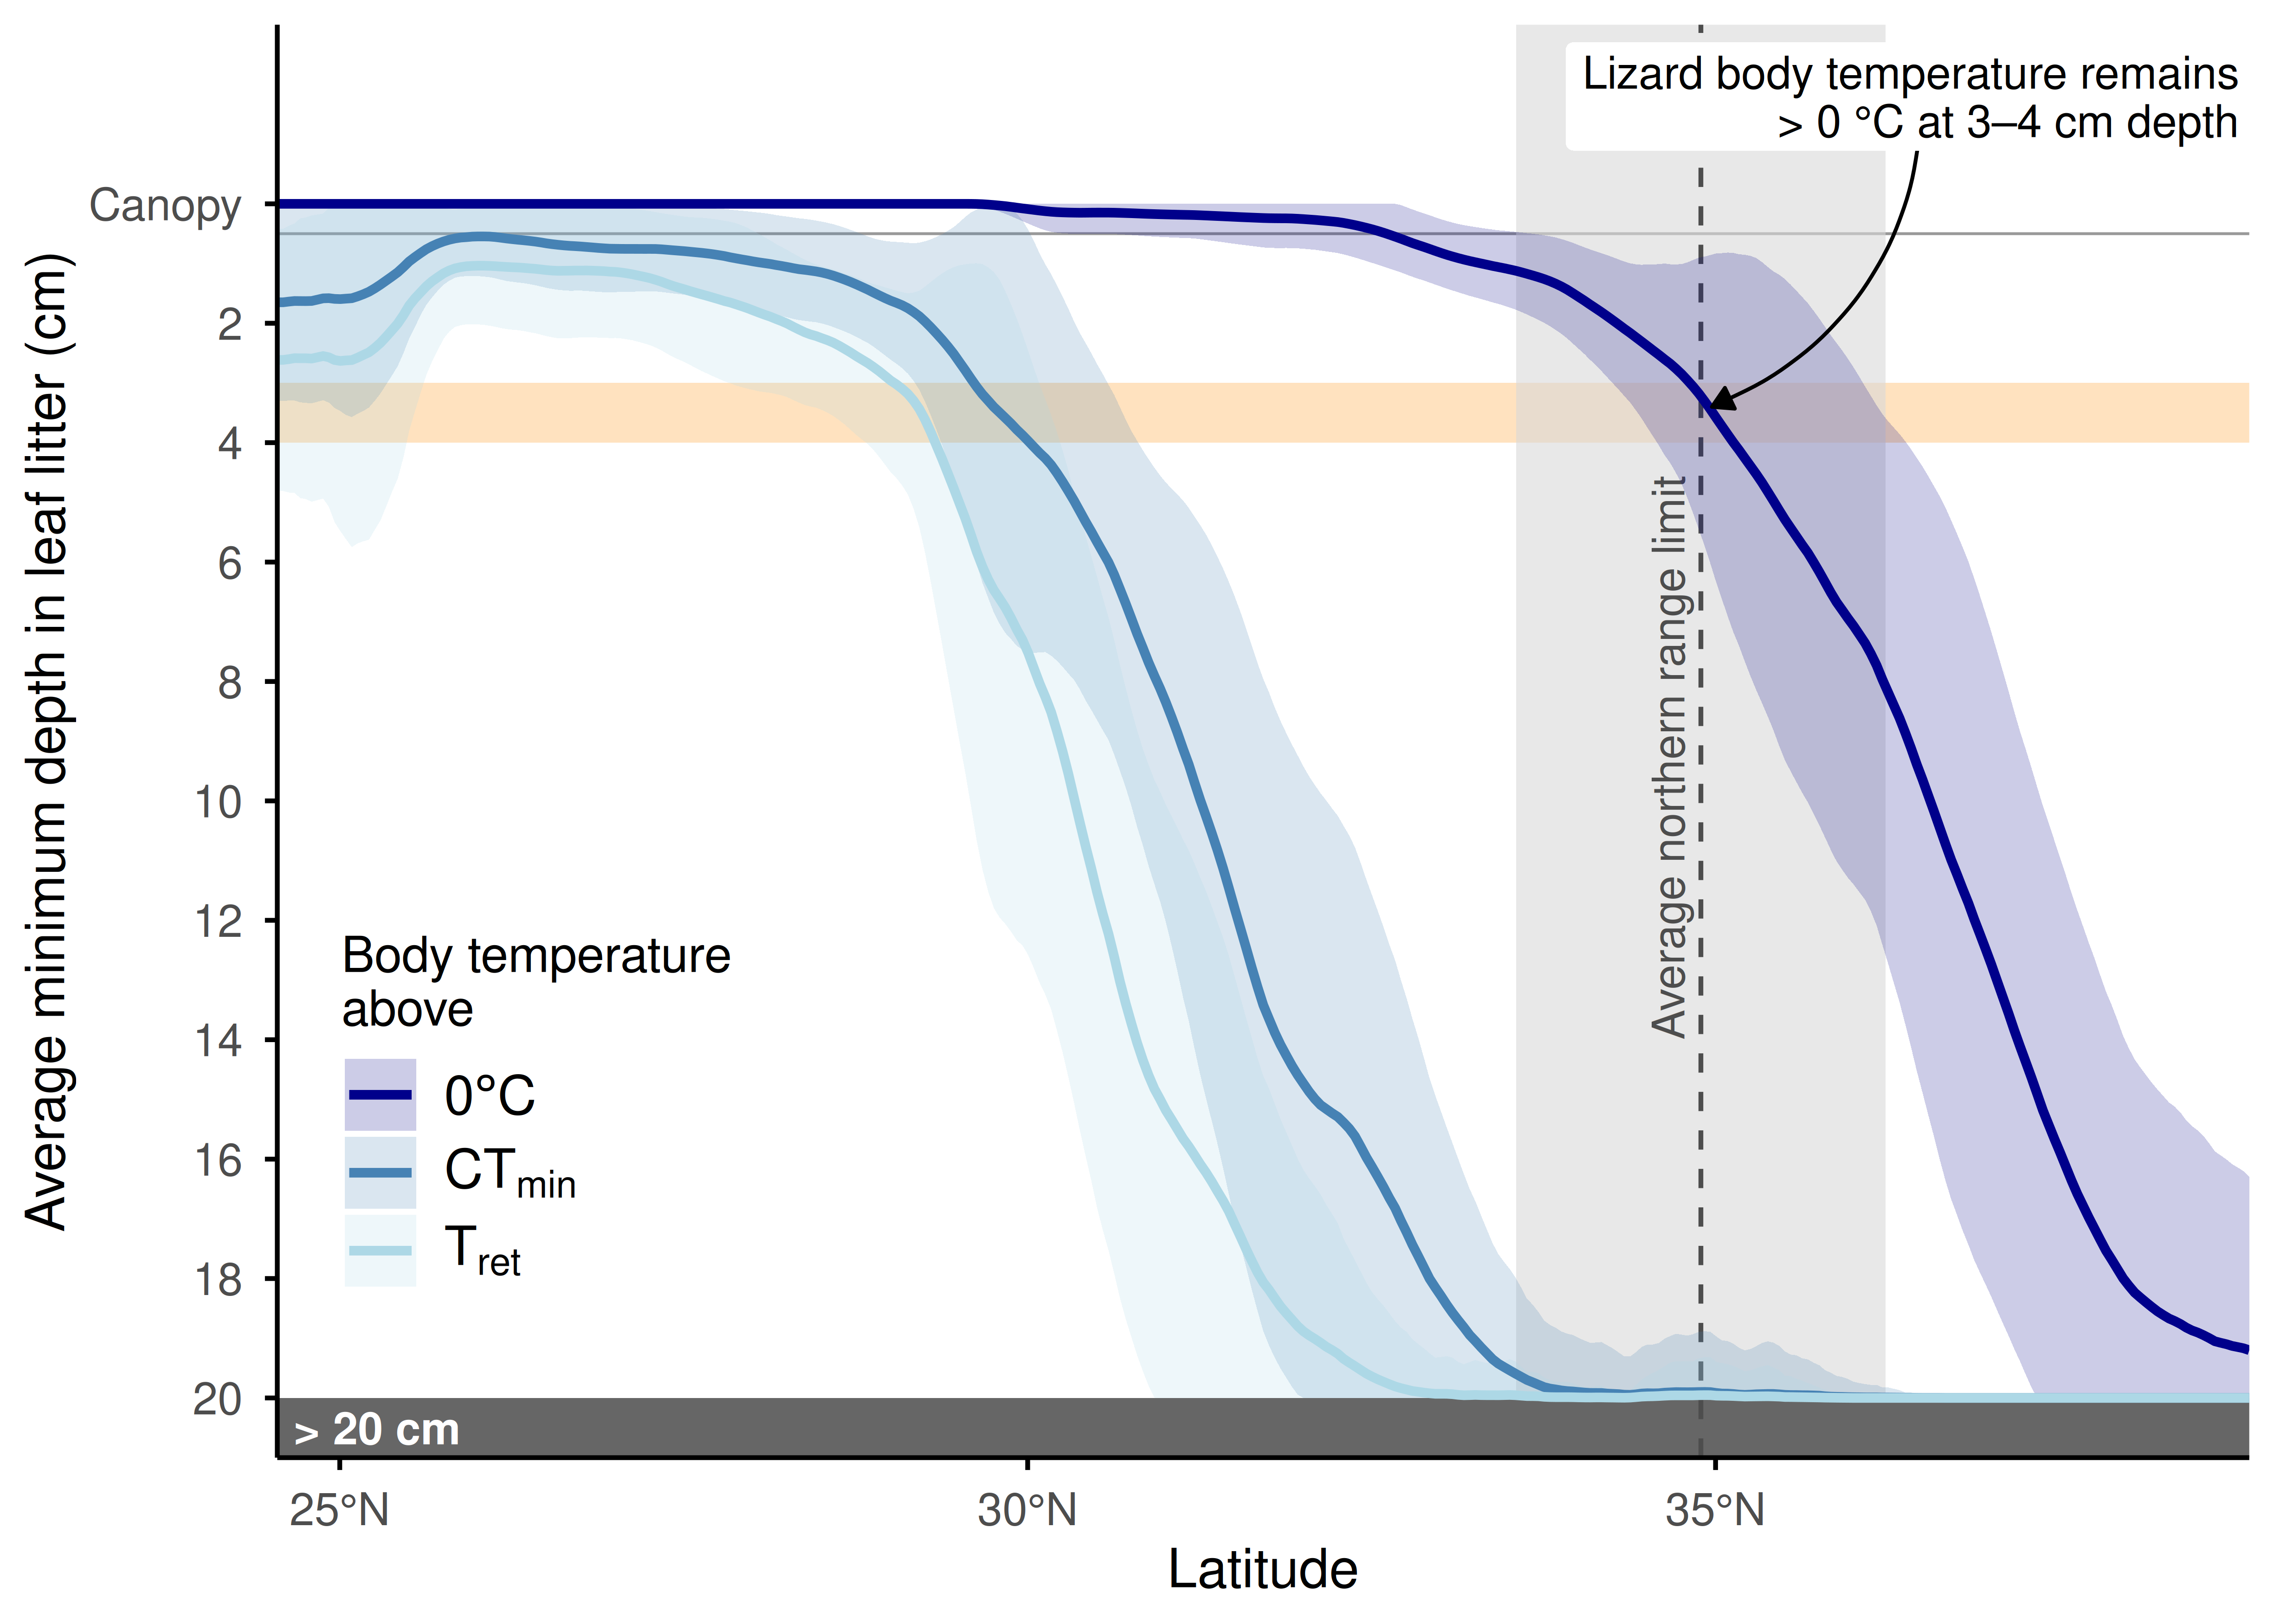 Lizard body temperature remains
> 0 °C at 3–4 cm depth
Average minimum depth in leaf litter (cm)
Canopy
2
4
6
8
10
12
14
16
18
20
Average northern range limit
Body temperature
above
0°C
CTmin
Tret
> 20 cm
25°N
30°N
35°N
Latitude